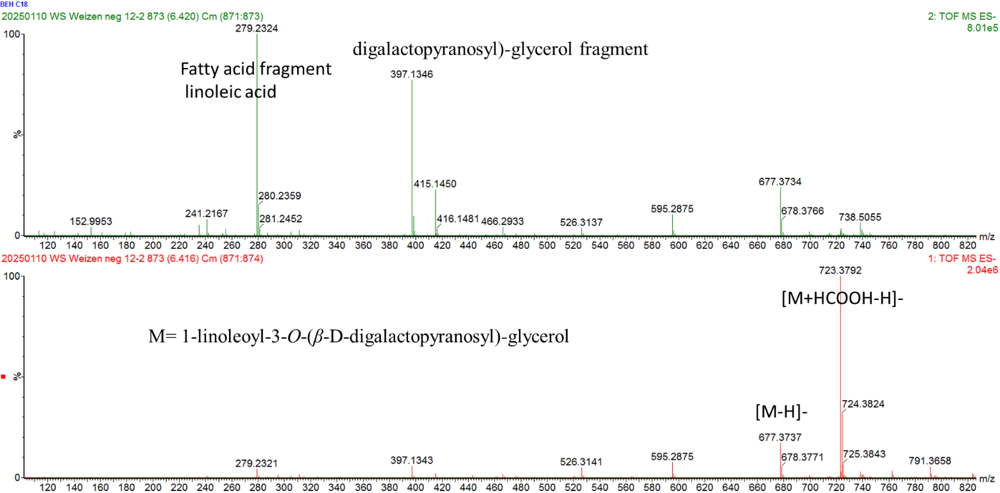 BEH C18
20250110 WS Weizen neg 12-2 873 (6.420) Cm (871:873)
2: TOF MS ES-
8.01e5
100
279.2324
digalactopyranosyl)-glycerol fragment
Fatty acid fragment
linoleic acid
397.1346
%
415.1450
677.3734
280.2359
595.2875
678.3766
241.2167
281.2452
416.1481
152.9953
466.2933
526.3137
738.5055
0
m/z
120 140 160 180 200 220 240 260 280 300 320 340 360 380 400 420 440 460 480 500 520 540 560 580 600 620 640 660 680 700 720 740 760 780 800 820
20250110 WS Weizen neg 12-2 873 (6.416) Cm (871:874)
1: TOF MS ES-
2.04e6
100
723.3792
[M+HCOOH-H]-
M= 1-linoleoyl-3-O-(β-D-digalactopyranosyl)-glycerol
%
[M-H]-
724.3824
677.3737
279.2321
397.1343
526.3141
595.2875
678.3771
725.3843
791.3658
0
m/z
120 140 160 180 200 220 240 260 280 300 320 340 360 380 400 420 440 460 480 500 520 540 560 580 600 620 640 660 680 700 720 740 760 780 800 820